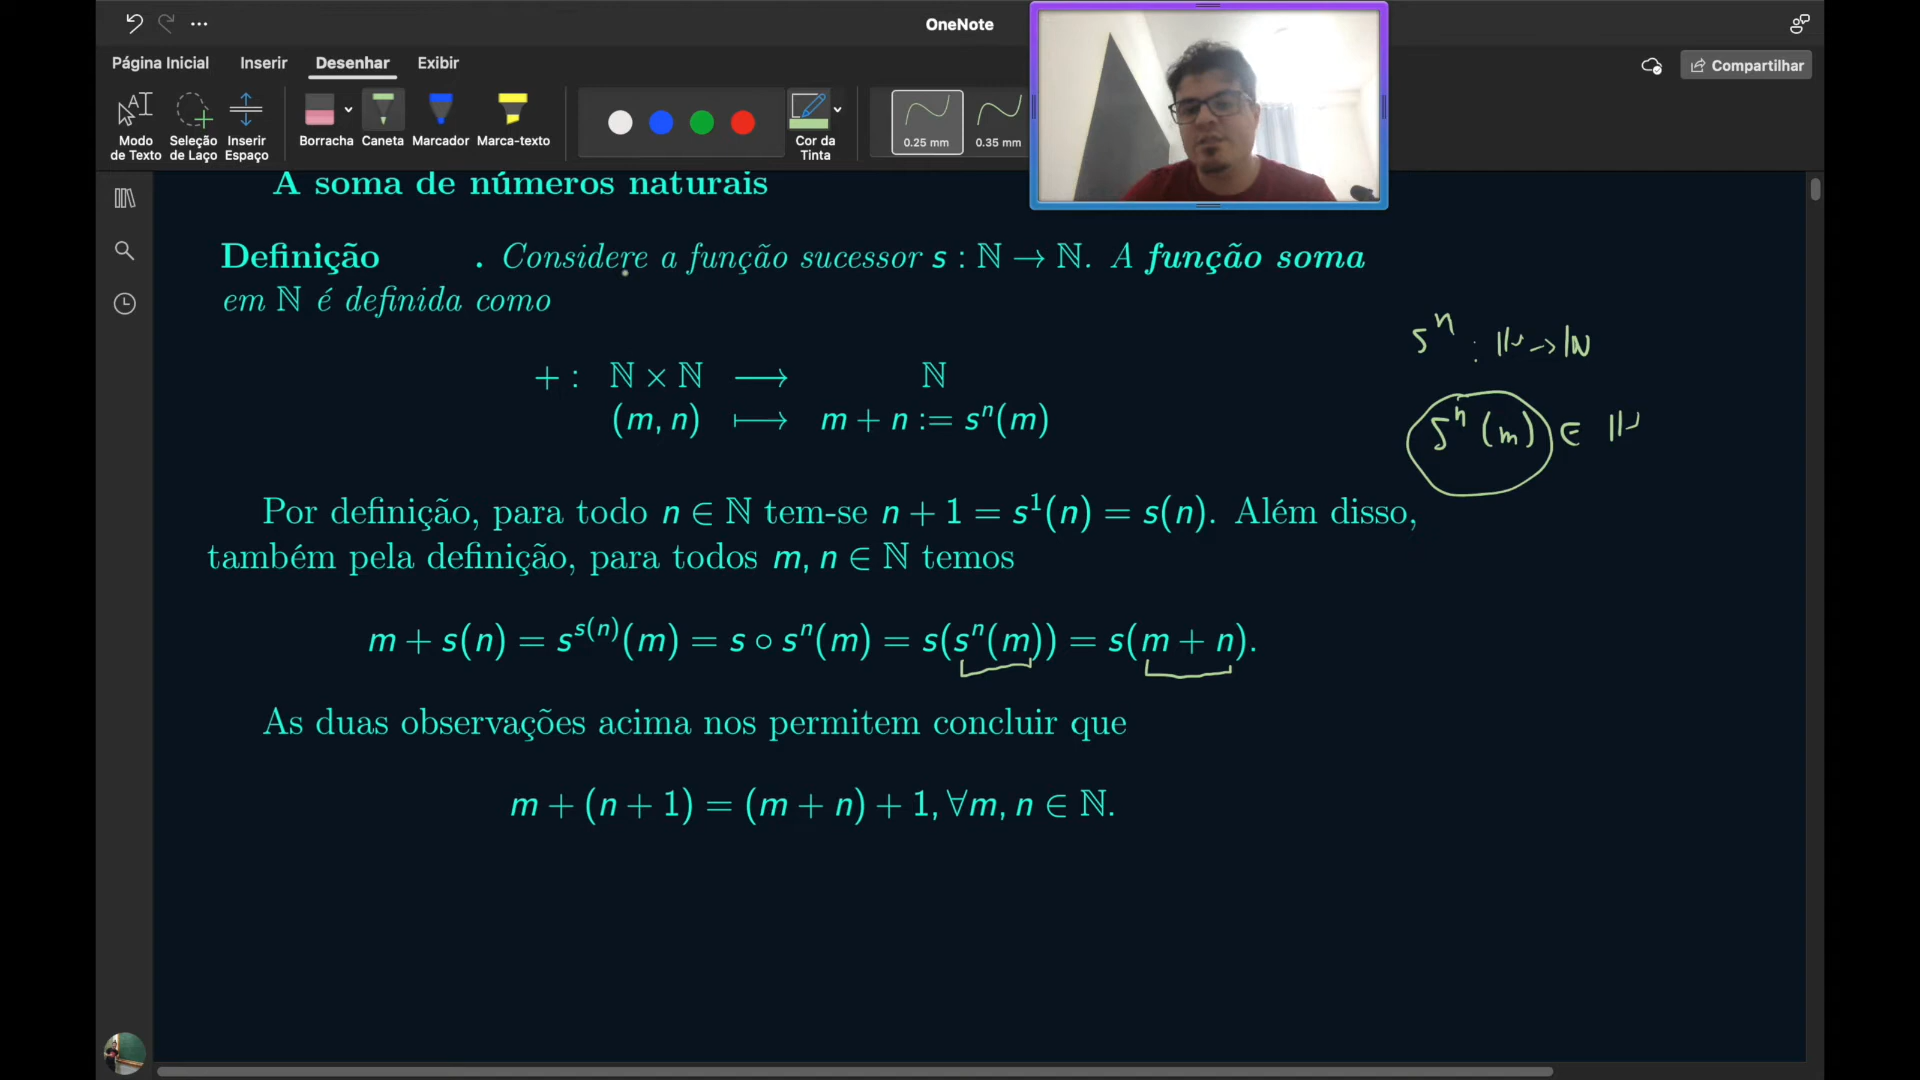 OneNote
Página Inicial Inserir Desenhar Exibir
Compartilhar
Modo de Texto
Seleção de Laço
Inserir Espaço
Borracha
Caneta
Marcador
Marca-texto
Cor da Tinta
0.25 mm
0.35 mm
A soma de números naturais
Definição . Considere a função sucessor s : ℕ → ℕ. A função soma
em ℕ é definida como
+ : ℕ × ℕ ⟶ ℕ
(m, n) ⟼ m + n := sⁿ(m)
sⁿ : ℕ → ℕ
sⁿ(m) ∈ ℕ
Por definição, para todo n ∈ ℕ tem-se n + 1 = s¹(n) = s(n). Além disso,
também pela definição, para todos m, n ∈ ℕ temos
m + s(n) = s^{s(n)}(m) = s ∘ sⁿ(m) = s(sⁿ(m)) = s(m + n).
As duas observações acima nos permitem concluir que
m + (n + 1) = (m + n) + 1, ∀m, n ∈ ℕ.